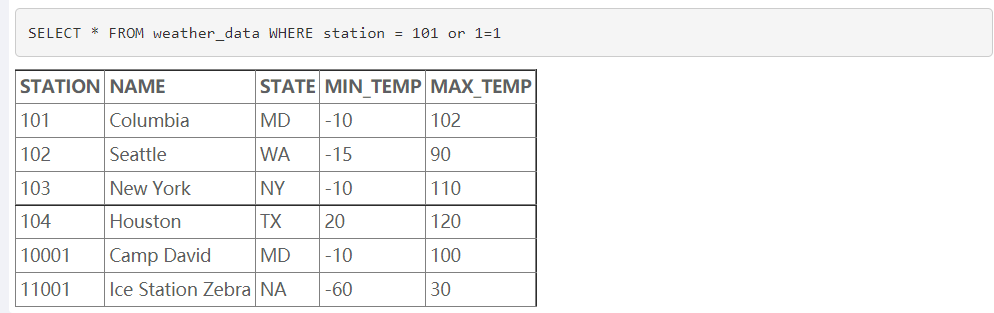 SELECT * FROM weather_data WHERE station = 101 or 1=1
STATION NAME STATE MIN_TEMP MAX_TEMP
101 Columbia MD -10 102
102 Seattle WA -15 90
103 New York NY -10 110
104 Houston TX 20 120
10001 Camp David MD -10 100
11001 Ice Station Zebra NA -60 30